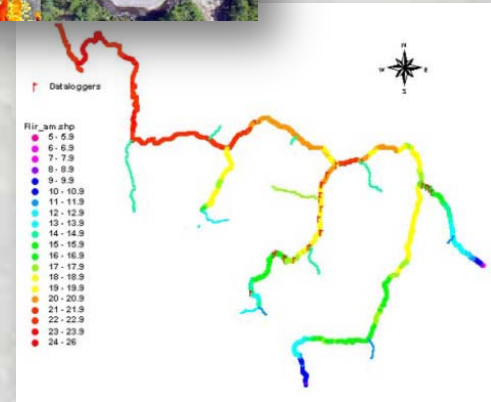 N
W E
S
Dataloggers
Flir_am.shp
5 - 5.9
6 - 6.9
7 - 7.9
8 - 8.9
9 - 9.9
10 - 10.9
11 - 11.9
12 - 12.9
13 - 13.9
14 - 14.9
15 - 15.9
16 - 16.9
17 - 17.9
18 - 18.9
19 - 19.9
20 - 20.9
21 - 21.9
22 - 22.9
23 - 23.9
24 - 26